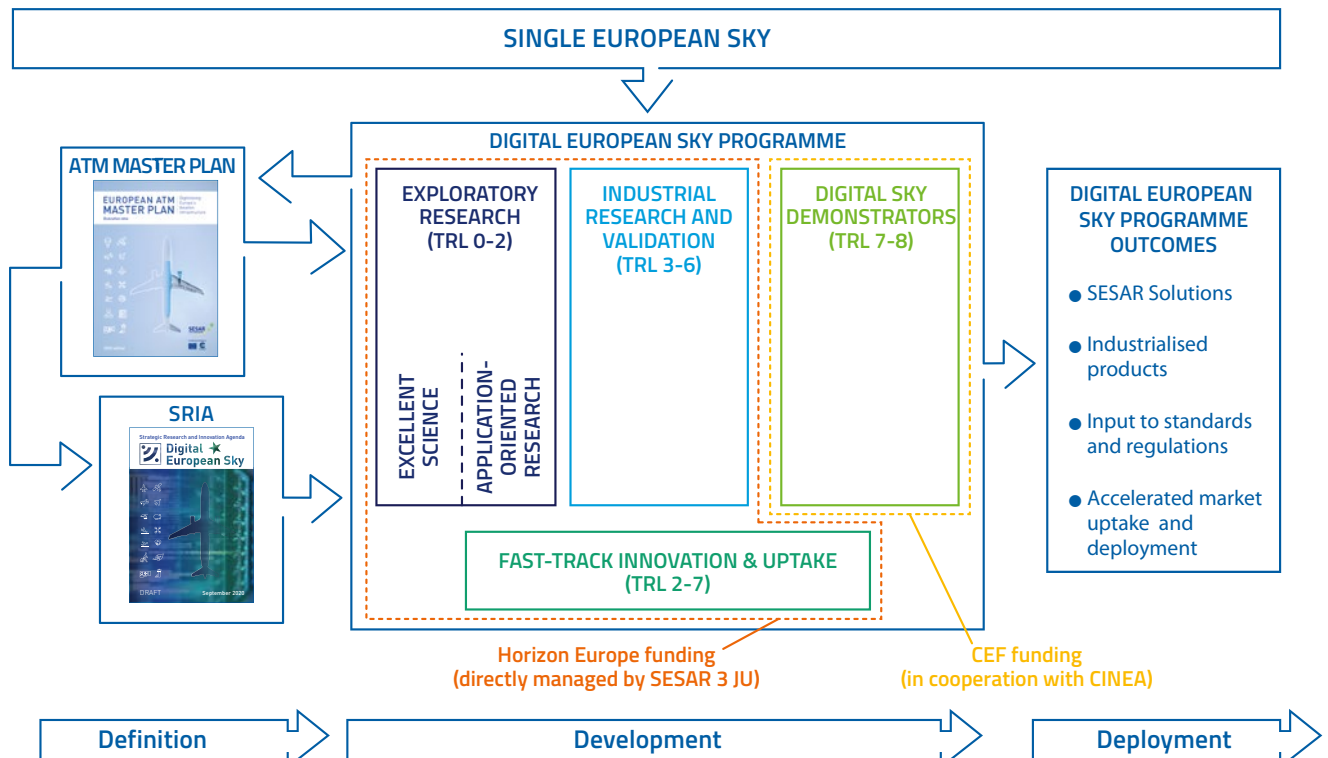 SINGLE EUROPEAN SKY
DIGITAL EUROPEAN SKY PROGRAMME
ATM MASTER PLAN
EUROPEAN ATM
MASTER PLAN
SESAR
SRIA
Strategic Research and Innovation Agenda
Digital
European Sky
DRAFT
September 2020
EXPLORATORY
RESEARCH
(TRL 0-2)
EXCELLENT
SCIENCE
APPLICATION-
ORIENTED
RESEARCH
INDUSTRIAL
RESEARCH AND
VALIDATION
(TRL 3-6)
DIGITAL SKY
DEMONSTRATORS
(TRL 7-8)
FAST-TRACK INNOVATION & UPTAKE
(TRL 2-7)
Horizon Europe funding
(directly managed by SESAR 3 JU)
CEF funding
(in cooperation with CINEA)
DIGITAL EUROPEAN
SKY PROGRAMME
OUTCOMES
● SESAR Solutions
● Industrialised
products
● Input to standards
and regulations
● Accelerated market
uptake and
deployment
Definition
Development
Deployment